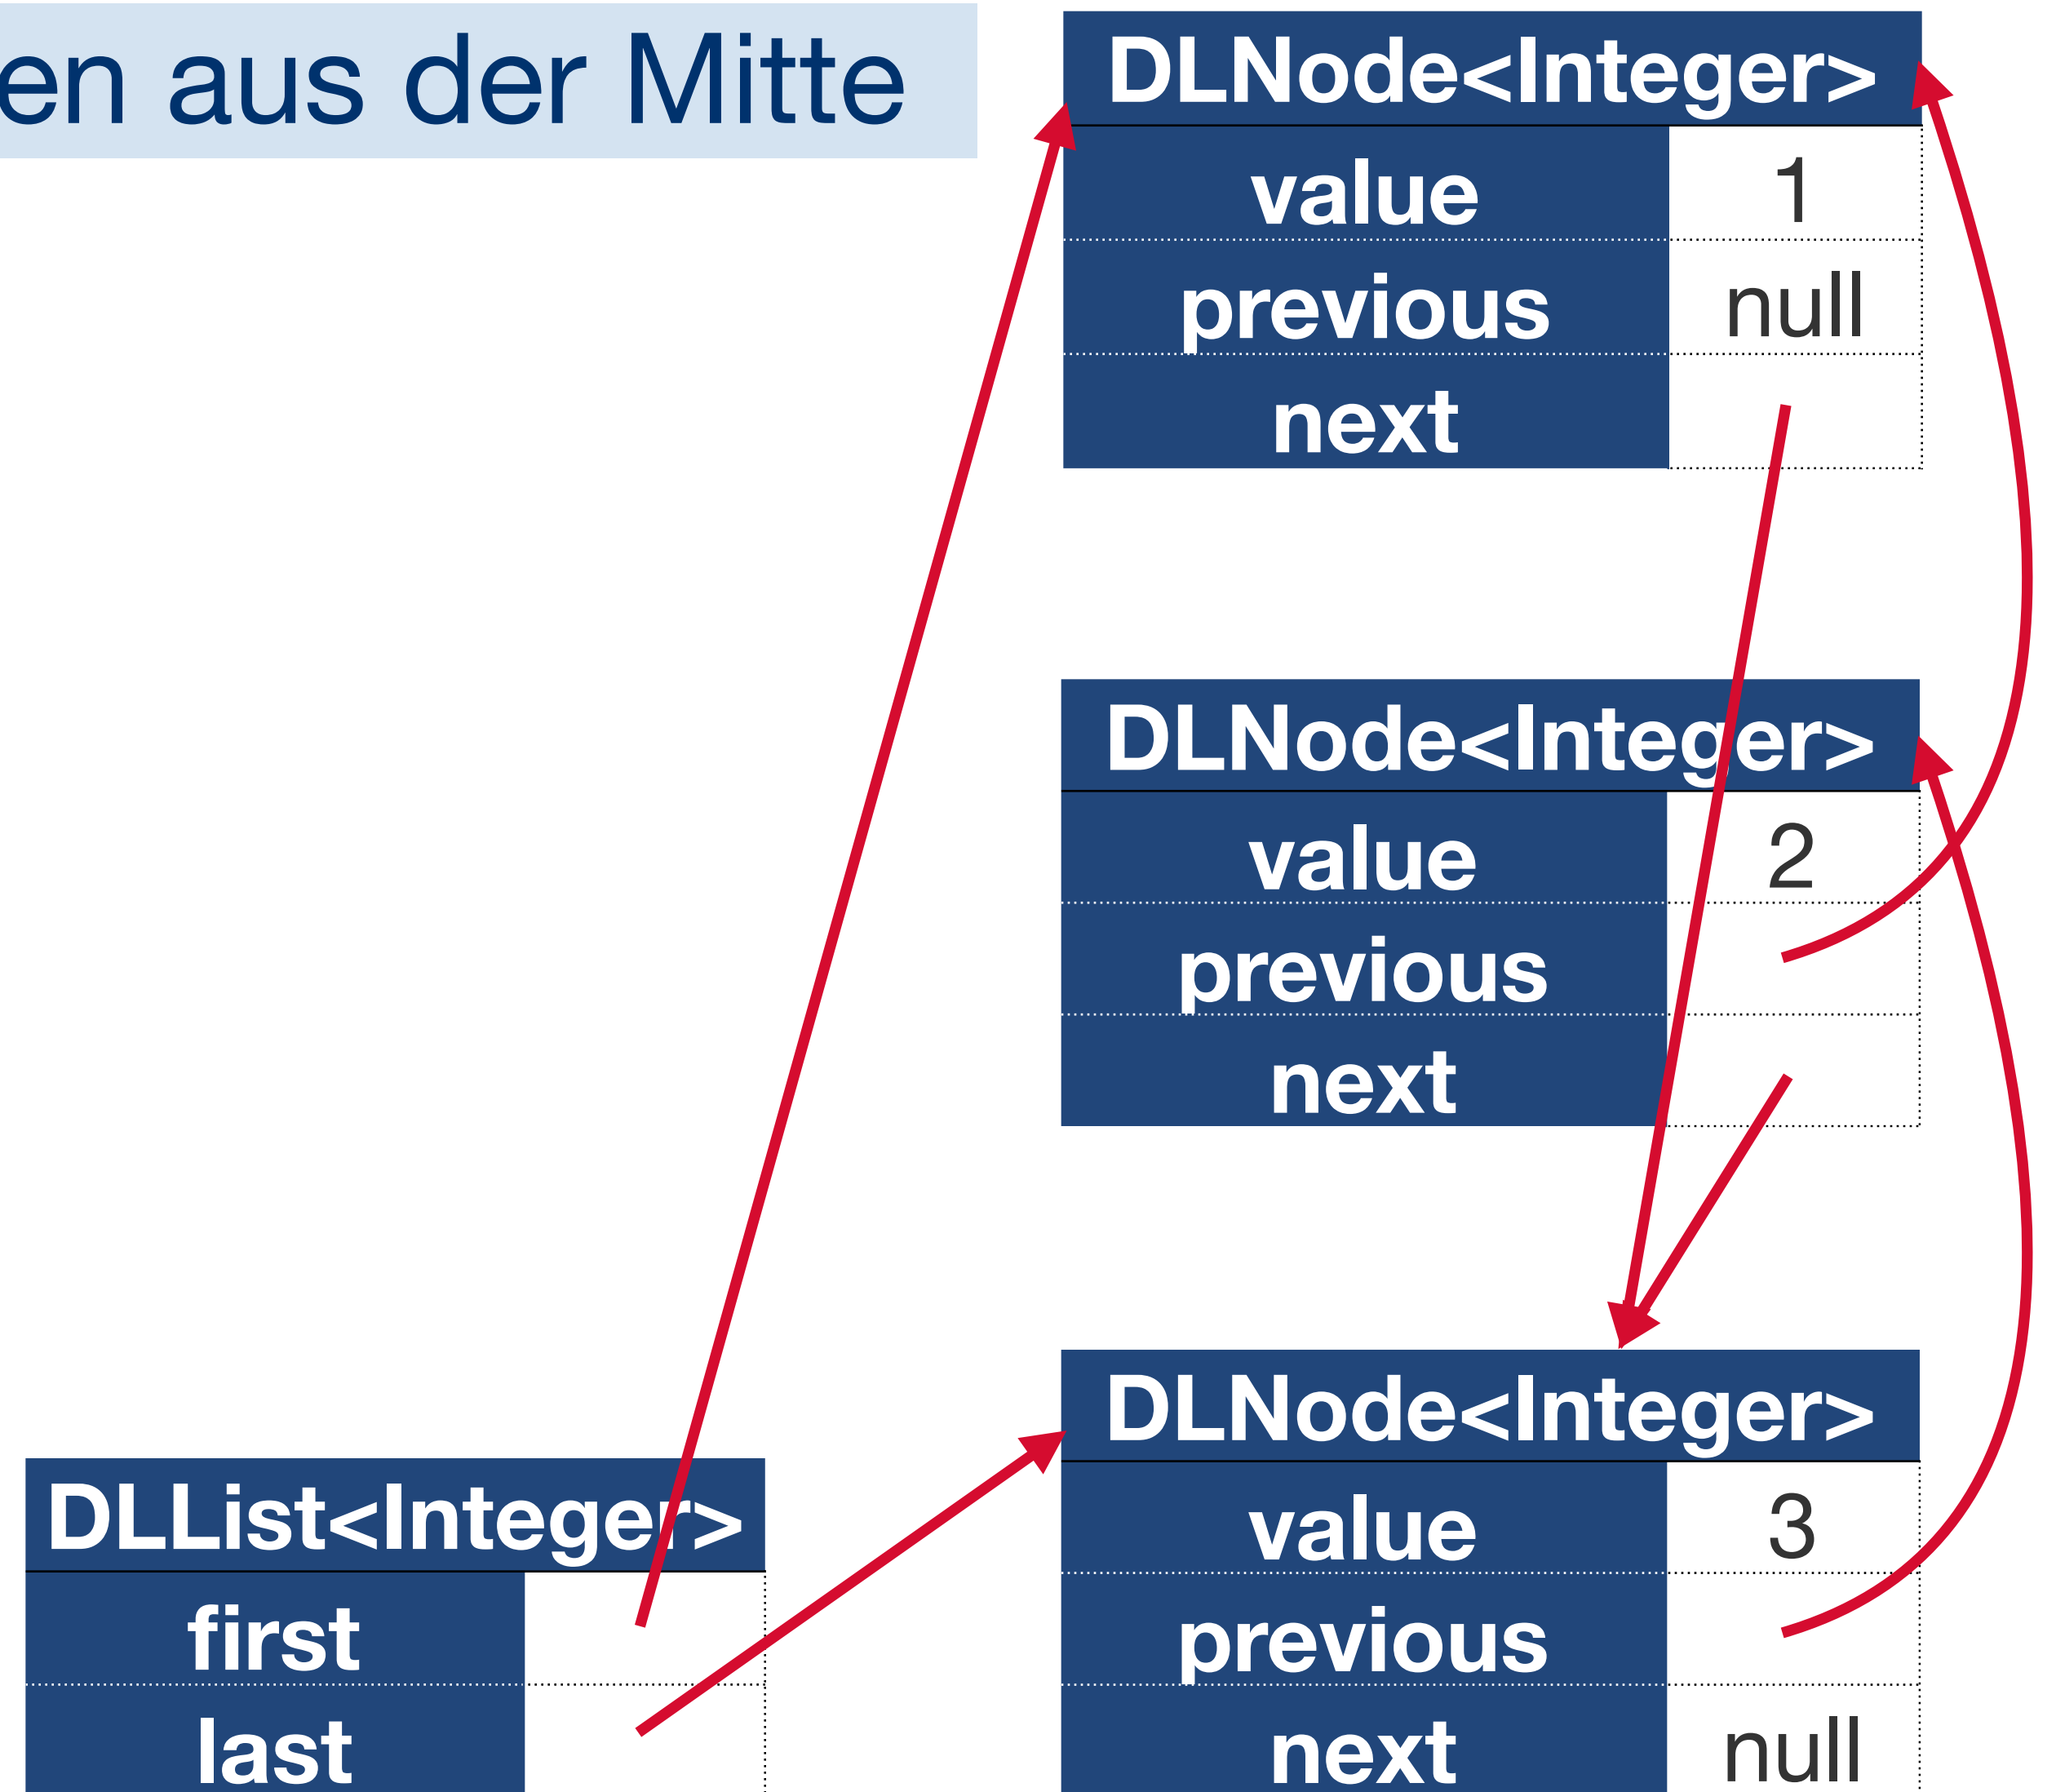 en aus der Mitte
DLNode<Integer>
value 1
previous null
next
DLNode<Integer>
value 2
previous
next
DLNode<Integer>
value 3
previous
next null
DLList<Integer>
first
last